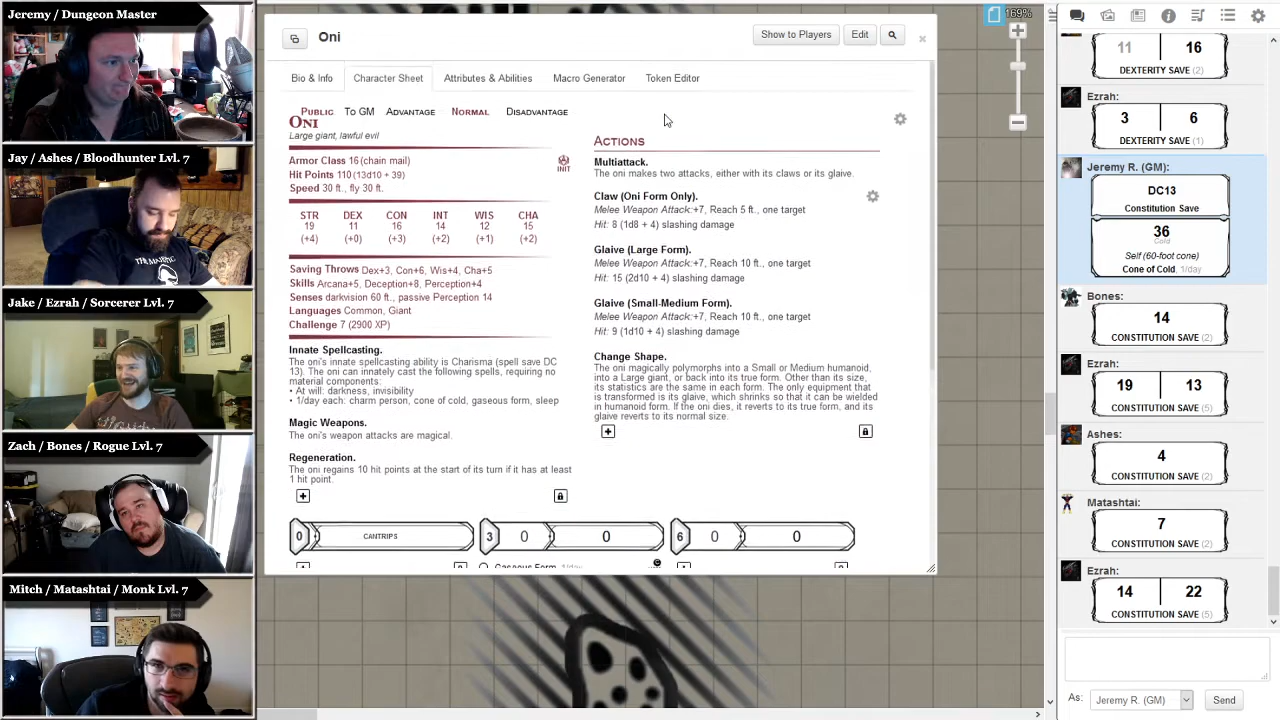 Jeremy / Dungeon Master
Jay / Ashes / Bloodhunter Lvl. 7
Jake / Ezrah / Sorcerer Lvl. 7
Zach / Bones / Rogue Lvl. 7
Mitch / Matashtai / Monk Lvl. 7
Oni
Show to Players
Edit
Bio & Info
Character Sheet
Attributes & Abilities
Macro Generator
Token Editor
PUBLIC To GM ADVANTAGE NORMAL DISADVANTAGE
ONI
Large giant, lawful evil
Armor Class 16 (chain mail)
Hit Points 110 (13d10 + 39)
Speed 30 ft., fly 30 ft.
INIT
STR DEX CON INT WIS CHA
19 11 16 14 12 15
(+4) (+0) (+3) (+2) (+1) (+2)
Saving Throws Dex+3, Con+6, Wis+4, Cha+5
Skills Arcana+5, Deception+8, Perception+4
Senses darkvision 60 ft., passive Perception 14
Languages Common, Giant
Challenge 7 (2900 XP)
Innate Spellcasting.
The oni's innate spellcasting ability is Charisma (spell save DC
13). The oni can innately cast the following spells, requiring no
material components:
• At will: darkness, invisibility
• 1/day each: charm person, cone of cold, gaseous form, sleep
Magic Weapons.
The oni's weapon attacks are magical.
Regeneration.
The oni regains 10 hit points at the start of its turn if it has at least
1 hit point.
ACTIONS
Multiattack.
The oni makes two attacks, either with its claws or its glaive.
Claw (Oni Form Only).
Melee Weapon Attack:+7, Reach 5 ft., one target
Hit: 8 (1d8 + 4) slashing damage
Glaive (Large Form).
Melee Weapon Attack:+7, Reach 10 ft., one target
Hit: 15 (2d10 + 4) slashing damage
Glaive (Small-Medium Form).
Melee Weapon Attack:+7, Reach 10 ft., one target
Hit: 9 (1d10 + 4) slashing damage
Change Shape.
The oni magically polymorphs into a Small or Medium humanoid,
into a Large giant, or back into its true form. Other than its size,
its statistics are the same in each form. The only equipment that
is transformed is its glaive, which shrinks so that it can be wielded
in humanoid form. If the oni dies, it reverts to its true form, and its
glaive reverts to its normal size.
0 CANTRIPS
3 0 0
6 0 0
Gaseous Form 1/day
169%
11 16
DEXTERITY SAVE (2)
Ezrah:
3 6
DEXTERITY SAVE (1)
Jeremy R. (GM):
DC13
Constitution Save
36
Cold
Self (60-foot cone)
Cone of Cold, 1/day
Bones:
14
CONSTITUTION SAVE (2)
Ezrah:
19 13
CONSTITUTION SAVE (5)
Ashes:
4
CONSTITUTION SAVE (2)
Matashtai:
7
CONSTITUTION SAVE (2)
Ezrah:
14 22
CONSTITUTION SAVE (5)
As: Jeremy R. (GM) Send